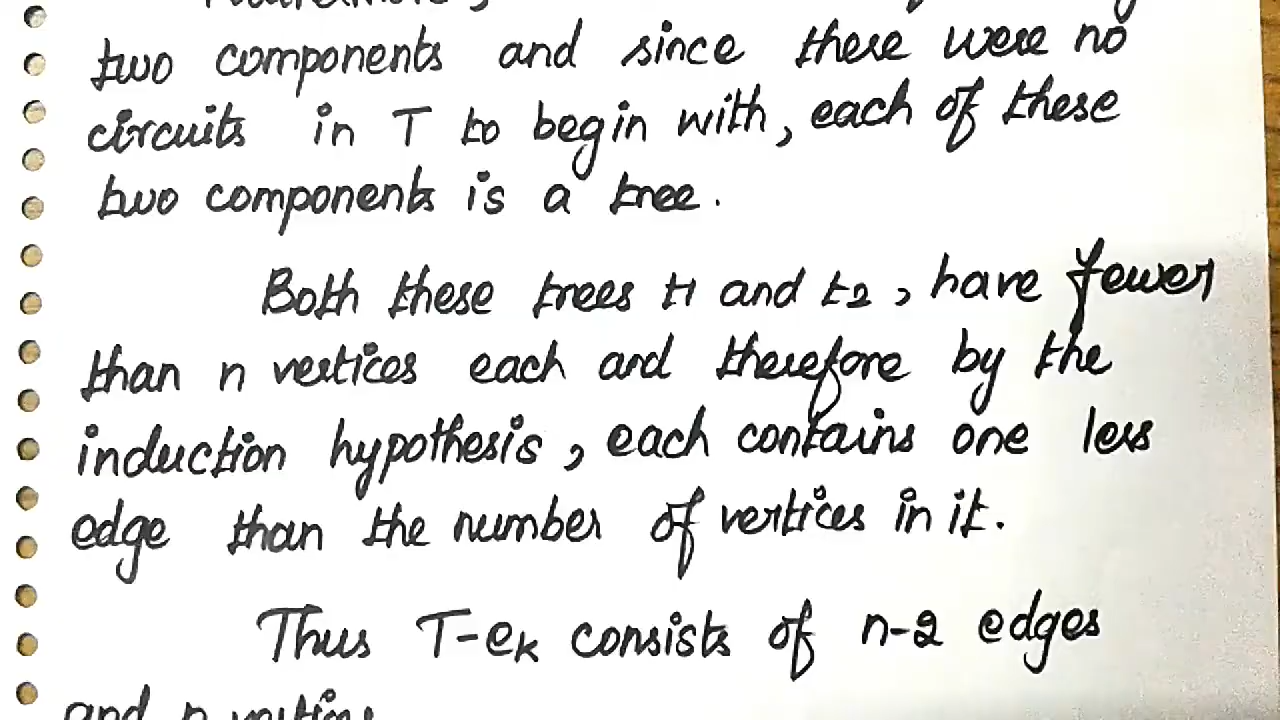 two components and since there were no
circuits in T to begin with, each of these
two components is a tree.
Both these trees t1 and t2, have fewer
than n vertices each and therefore by the
induction hypothesis, each contains one less
edge than the number of vertices in it.
Thus T-ek consists of n-2 edges
and n